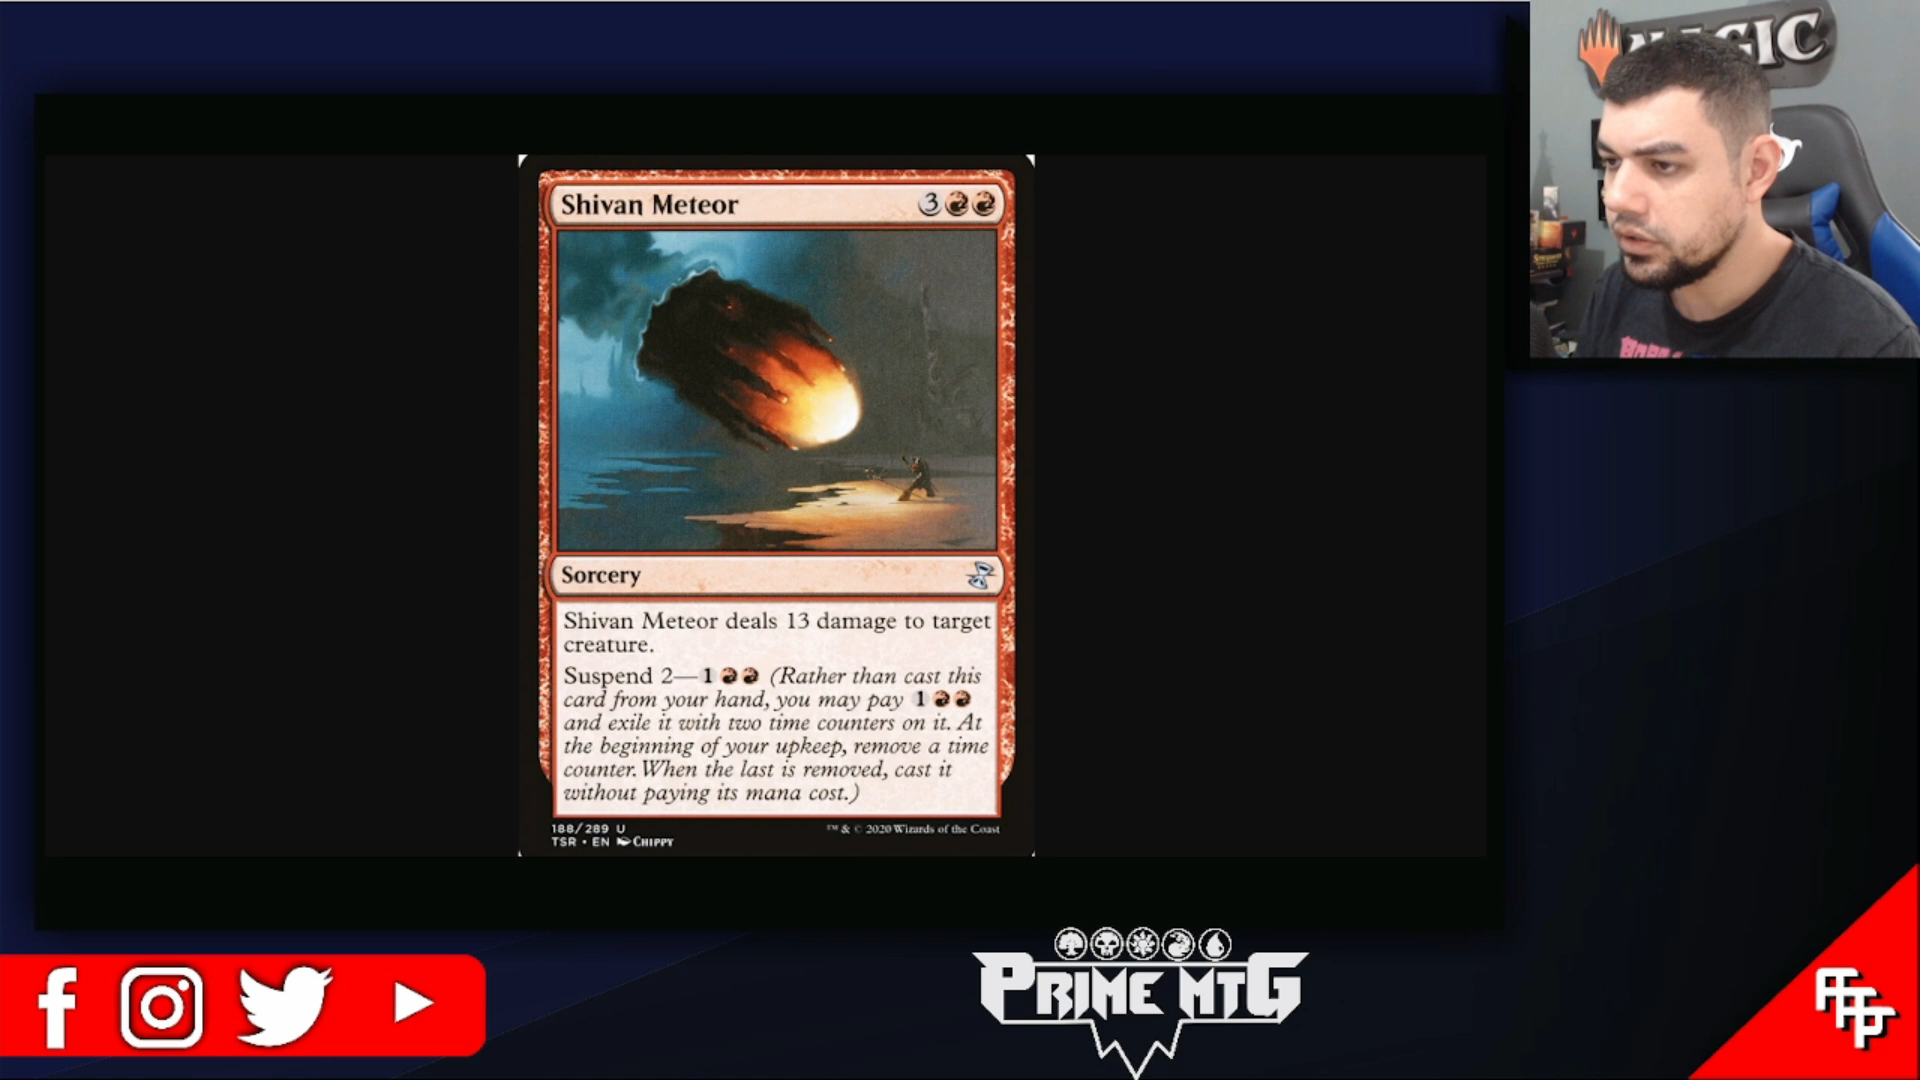 MAGIC
Shivan Meteor 3
Sorcery
Shivan Meteor deals 13 damage to target
creature.
Suspend 2—1 (Rather than cast this
card from your hand, you may pay 1
and exile it with two time counters on it. At
the beginning of your upkeep, remove a time
counter. When the last is removed, cast it
without paying its mana cost.)
188/289 U
TSR • EN CHIPPY
™ & © 2020 Wizards of the Coast
PRIME MTG